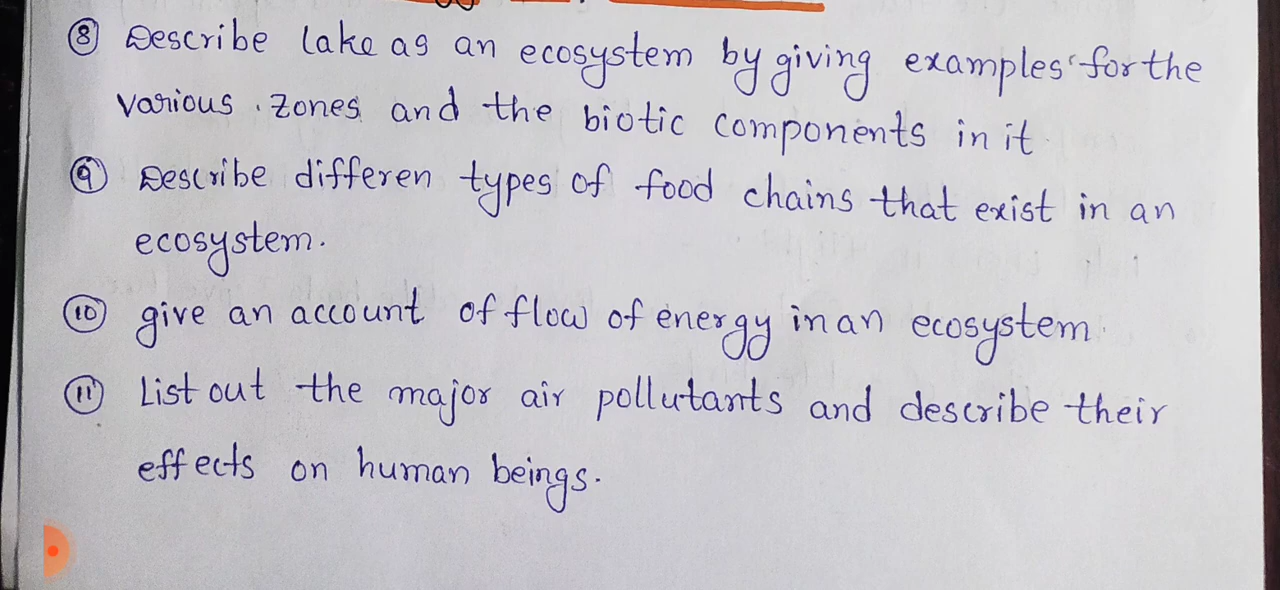 ⑧ Describe lake as an ecosystem by giving examples for the
various zones and the biotic components in it
⑨ Describe differen types of food chains that exist in an
ecosystem.
⑩ give an account of flow of energy in an ecosystem
⑪ List out the major air pollutants and describe their
effects on human beings.